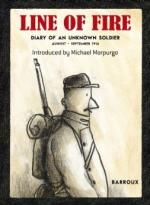 LINE OF FIRE
DIARY OF AN UNKNOWN SOLDIER
AUGUST - SEPTEMBER 1914
Introduced by Michael Morpurgo
BARROUX